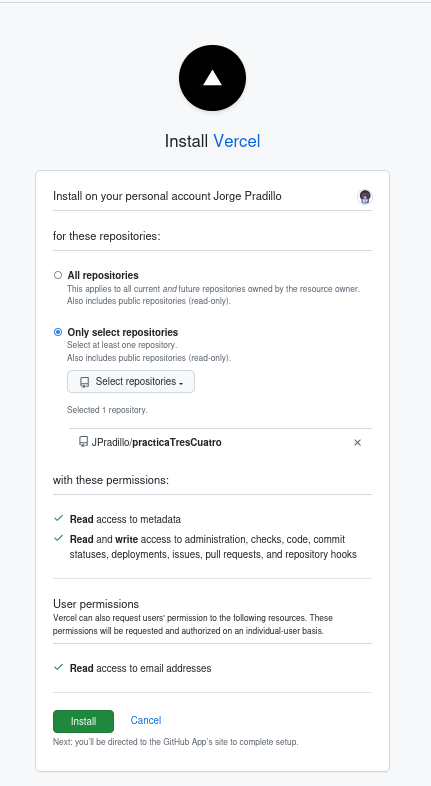 Install Vercel
Install on your personal account Jorge Pradillo
for these repositories:
All repositories
This applies to all current and future repositories owned by the resource owner.
Also includes public repositories (read-only).
Only select repositories
Select at least one repository.
Also includes public repositories (read-only).
Select repositories
Selected 1 repository.
JPradillo/practicaTresCuatro
with these permissions:
Read access to metadata
Read and write access to administration, checks, code, commit
statuses, deployments, issues, pull requests, and repository hooks
User permissions
Vercel can also request users' permission to the following resources. These
permissions will be requested and authorized on an individual-user basis.
Read access to email addresses
Install Cancel
Next: you'll be directed to the GitHub App's site to complete setup.